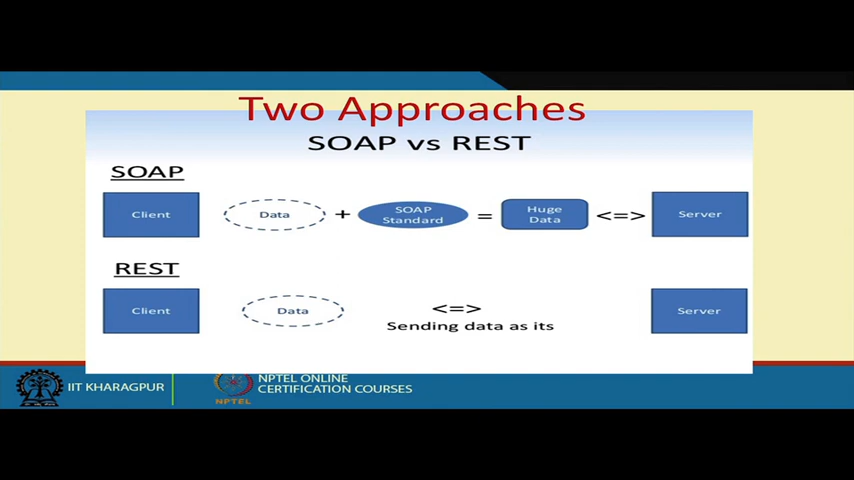 Two Approaches
SOAP vs REST
SOAP
Client
Data
+
SOAP
Standard
=
Huge
Data
<=>
Server
REST
Client
Data
<=>
Sending data as its
Server
IIT KHARAGPUR
NPTEL
NPTEL ONLINE
CERTIFICATION COURSES